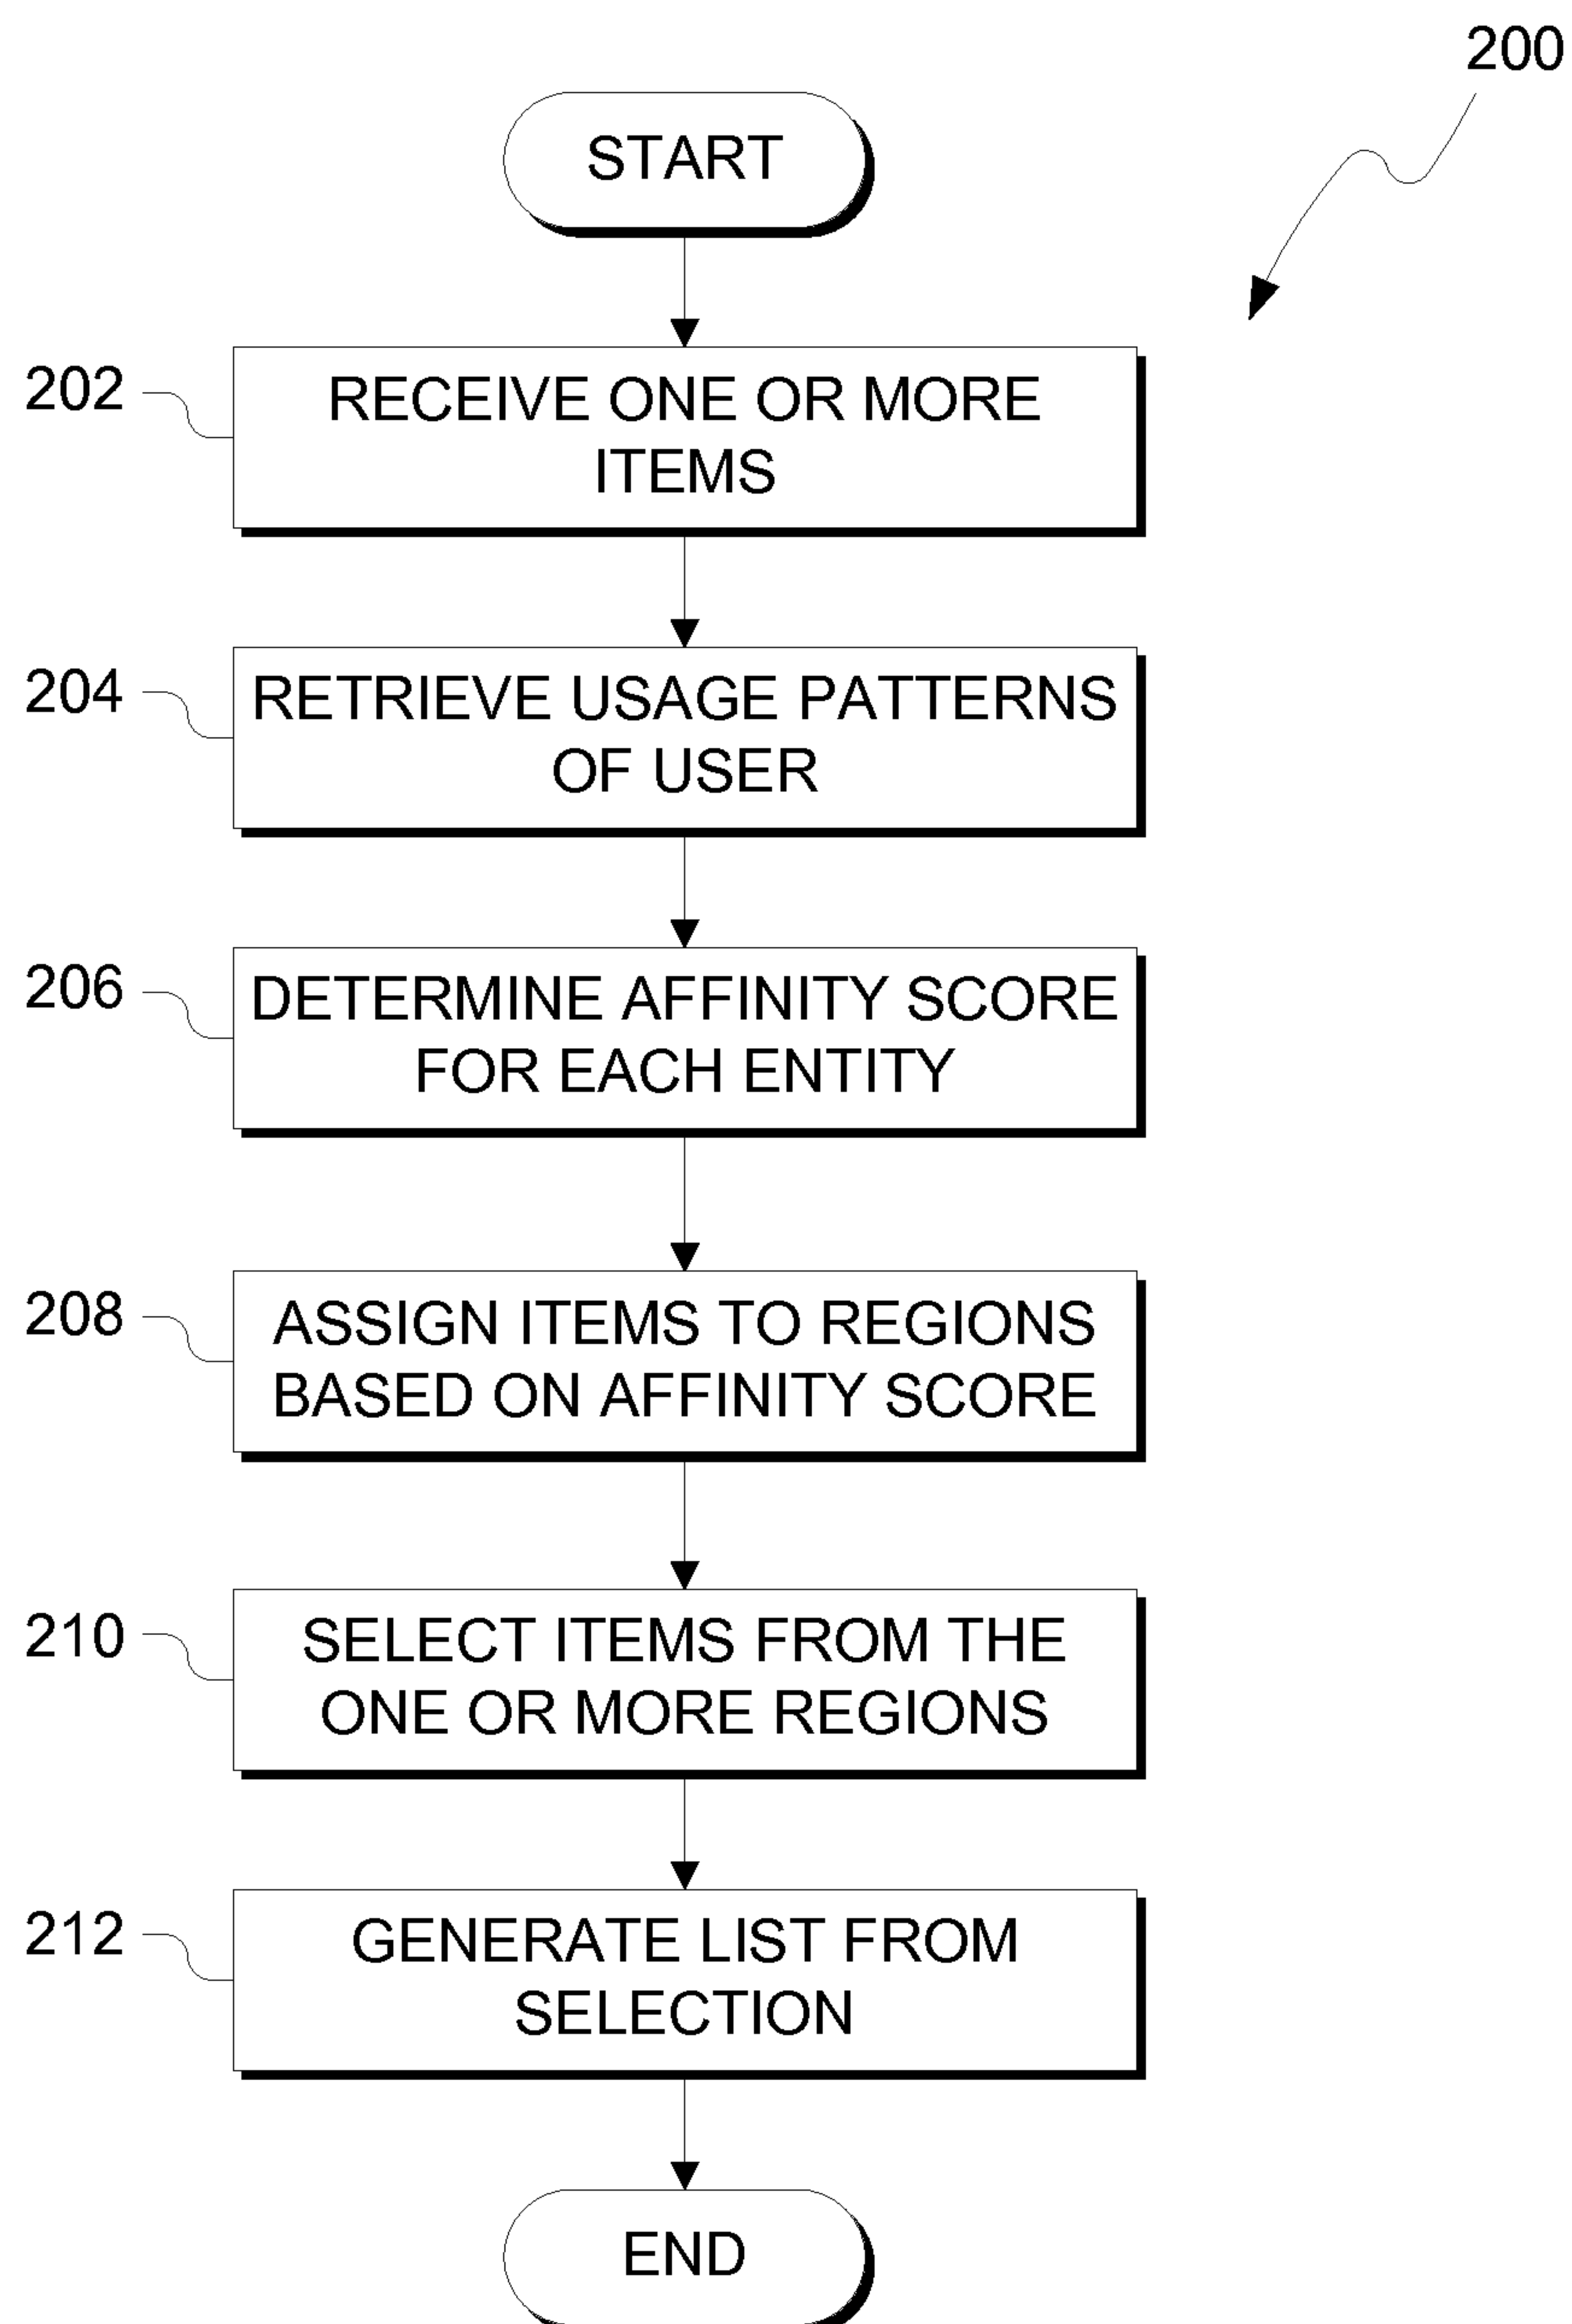 200
START
202
RECEIVE ONE OR MORE
ITEMS
204
RETRIEVE USAGE PATTERNS
OF USER
206
DETERMINE AFFINITY SCORE
FOR EACH ENTITY
208
ASSIGN ITEMS TO REGIONS
BASED ON AFFINITY SCORE
210
SELECT ITEMS FROM THE
ONE OR MORE REGIONS
212
GENERATE LIST FROM
SELECTION
END